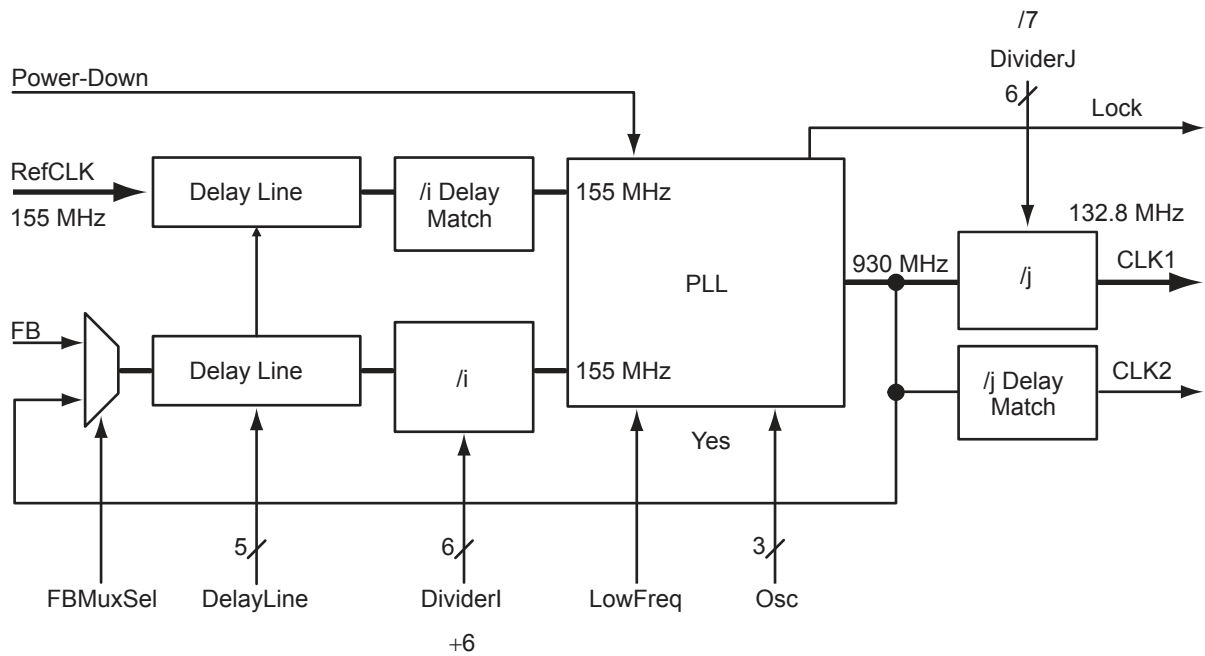 /7
DividerJ
6
Power-Down
Lock
RefCLK
155 MHz
Delay Line
/i Delay
Match
155 MHz
PLL
930 MHz
132.8 MHz
/j
CLK1
FB
Delay Line
/i
155 MHz
/j Delay
Match
CLK2
Yes
5
6
3
FBMuxSel
DelayLine
DividerI
LowFreq
Osc
+6